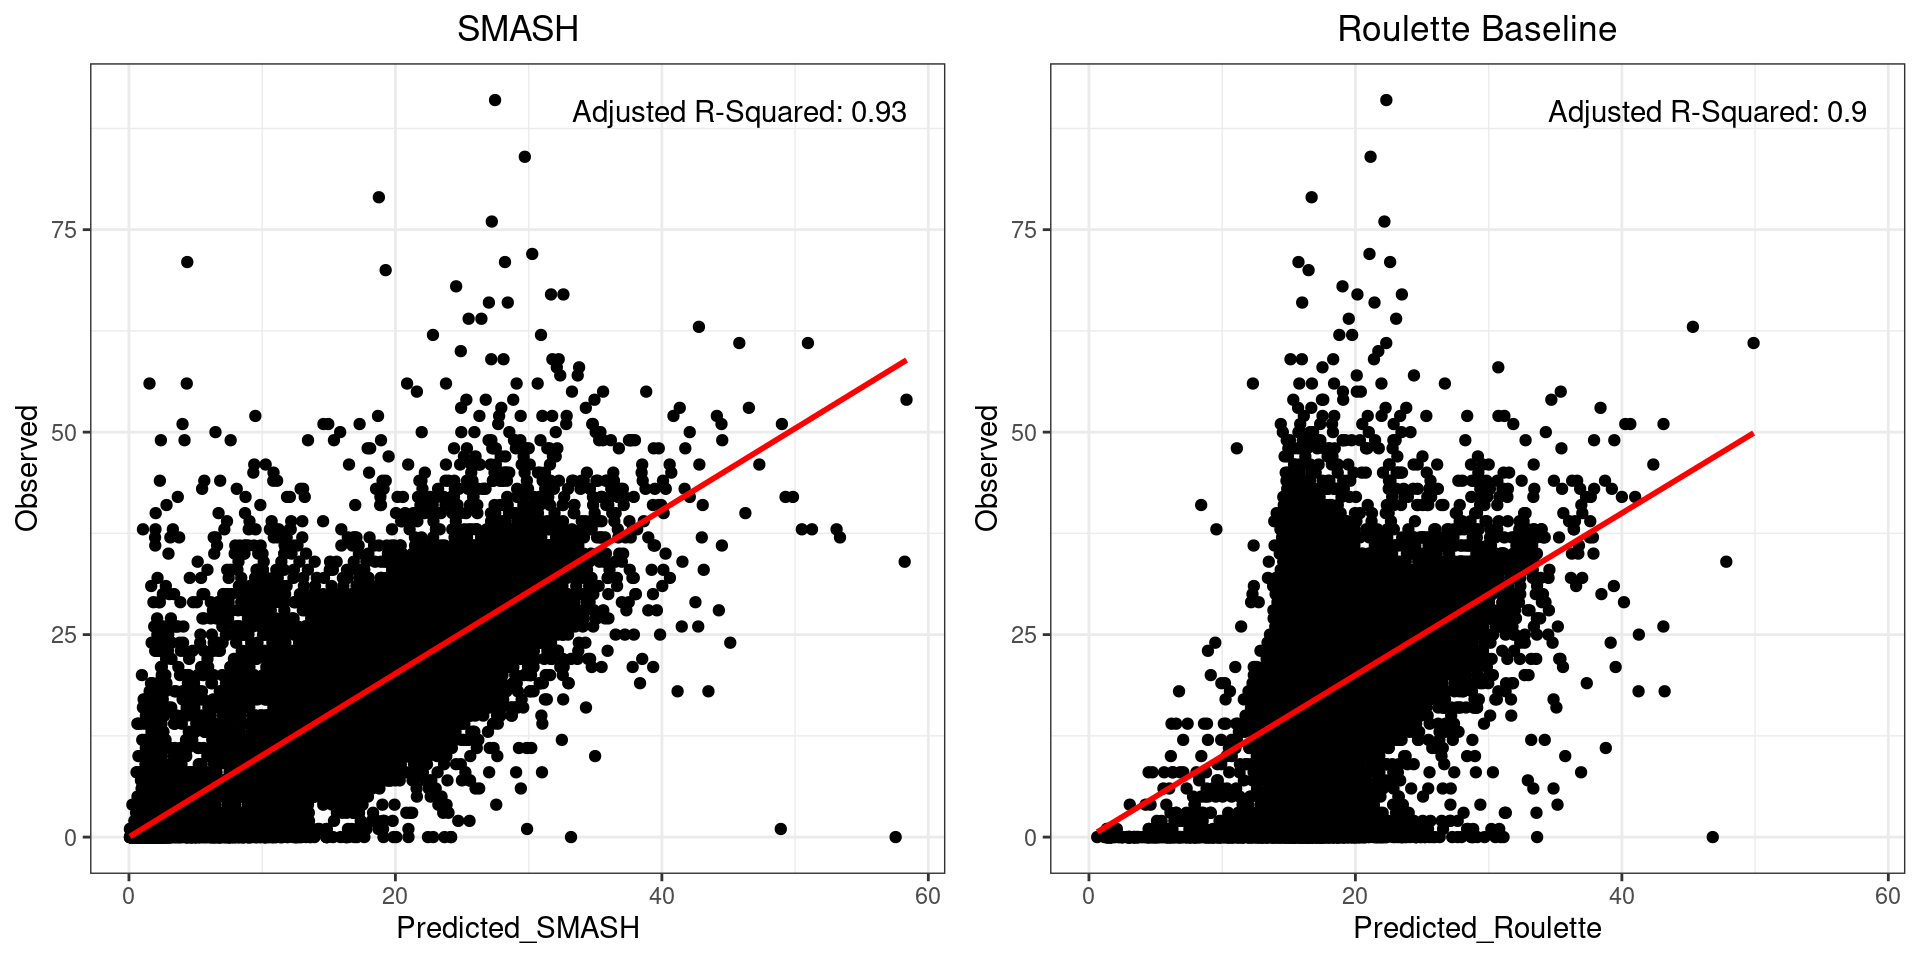 SMASH
Adjusted R-Squared: 0.93
75
50
25
0
Observed
0 20 40 60
Predicted_SMASH
Roulette Baseline
Adjusted R-Squared: 0.9
75
50
25
0
Observed
0 20 40 60
Predicted_Roulette